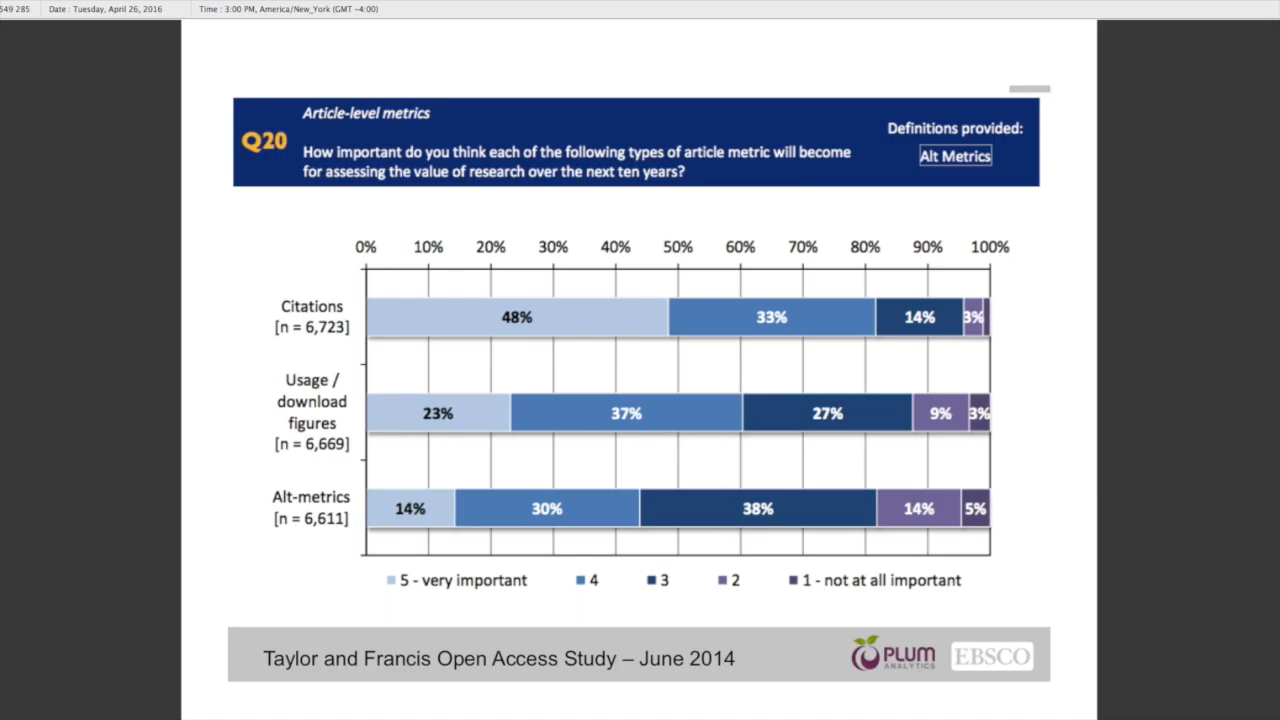 549 285 Date : Tuesday, April 26, 2016 Time : 3:00 PM, America/New_York (GMT −4:00)
Article-level metrics
Q20
How important do you think each of the following types of article metric will become
for assessing the value of research over the next ten years?
Definitions provided:
Alt Metrics
0% 10% 20% 30% 40% 50% 60% 70% 80% 90% 100%
Citations
[n = 6,723]
48% 33% 14% 3%
Usage /
download
figures
[n = 6,669]
23% 37% 27% 9% 3%
Alt-metrics
[n = 6,611]
14% 30% 38% 14% 5%
5 - very important 4 3 2 1 - not at all important
Taylor and Francis Open Access Study – June 2014
PLUM
ANALYTICS
EBSCO